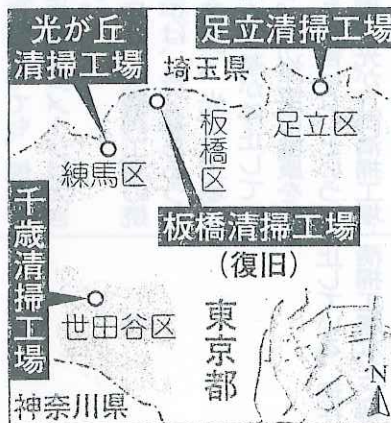 光が丘
清掃工場
足立清掃工場
埼玉県
足立区
板橋区
練馬区
板橋清掃工場
(復旧)
千歳清掃工場
世田谷区
東京都
神奈川県
N